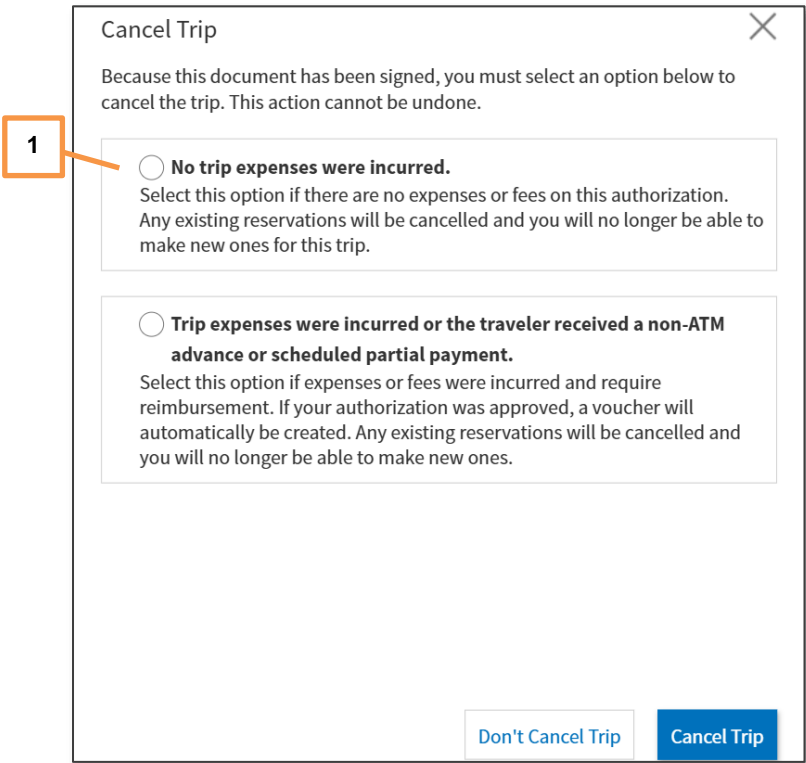 Cancel Trip
Because this document has been signed, you must select an option below to
cancel the trip. This action cannot be undone.
1
No trip expenses were incurred.
Select this option if there are no expenses or fees on this authorization.
Any existing reservations will be cancelled and you will no longer be able to
make new ones for this trip.
Trip expenses were incurred or the traveler received a non-ATM
advance or scheduled partial payment.
Select this option if expenses or fees were incurred and require
reimbursement. If your authorization was approved, a voucher will
automatically be created. Any existing reservations will be cancelled and
you will no longer be able to make new ones.
Don't Cancel Trip
Cancel Trip